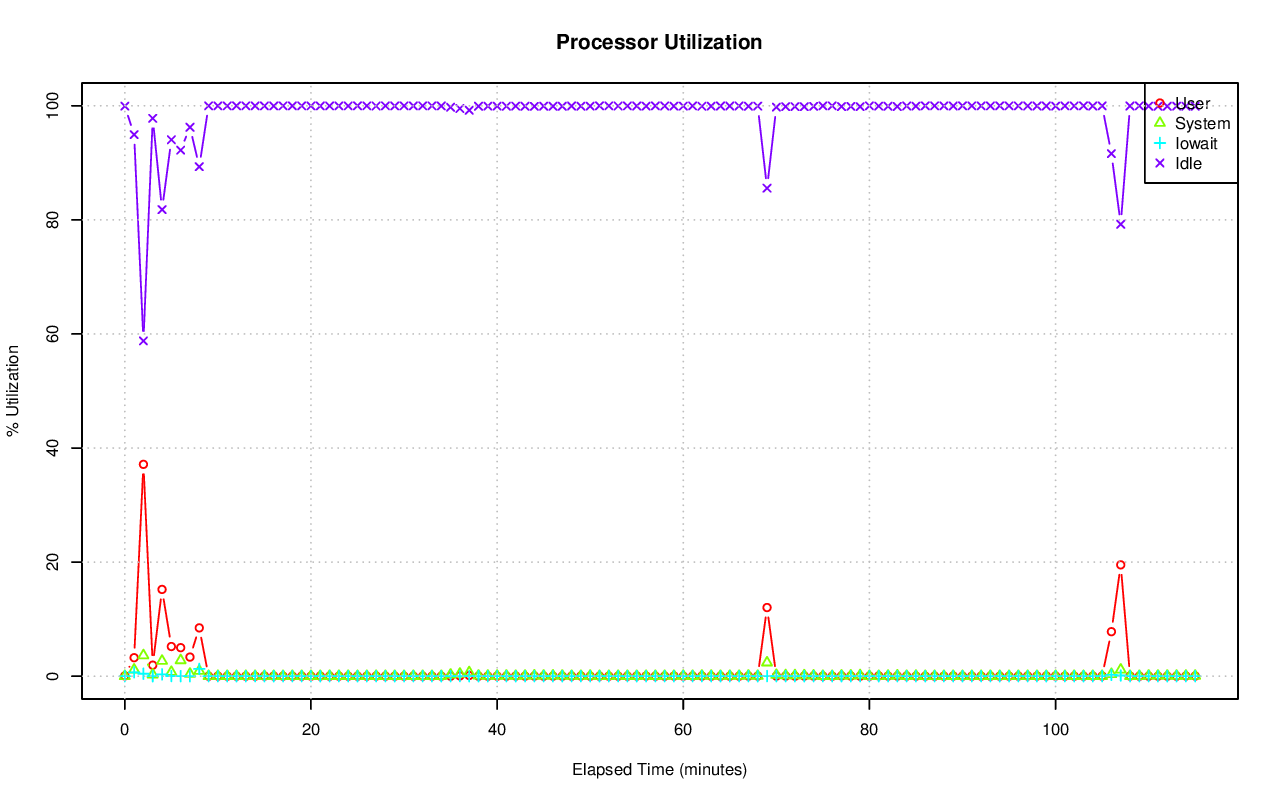 Processor Utilization
% Utilization
100
80
60
40
20
0
User
System
Iowait
Idle
0 20 40 60 80 100
Elapsed Time (minutes)